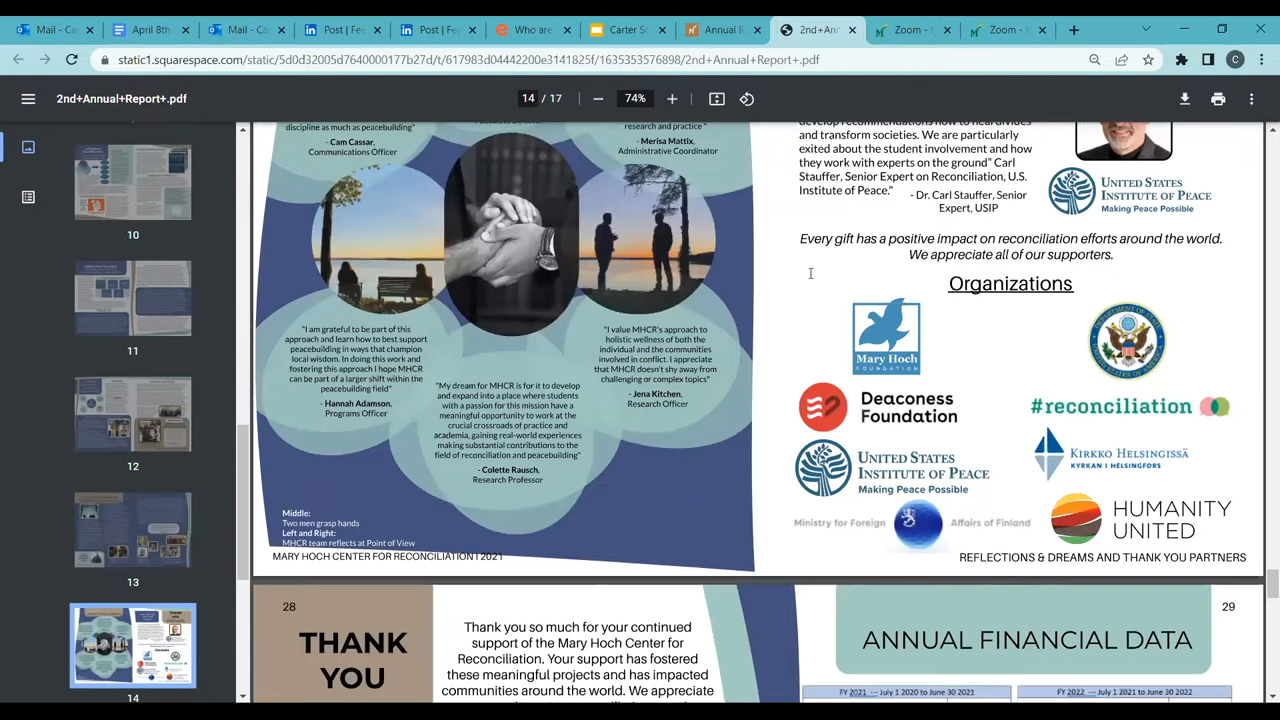 Mail - Ca
April 8th
Mail - Ca
Post | Fee
Post | Feed
Who are
Carter Sc
Annual R
2nd+Ann
Zoom -
Zoom -
static1.squarespace.com/static/5d0d32005d7640000177b27d/t/617983d04442200e3141825f/1635353576898/2nd+Annual+Report+.pdf
C
2nd+Annual+Report+.pdf
14 / 17
74%
10
11
12
13
14
discipline as much as peacebuilding"
- Cam Cassar,
Communications Officer
research and practice "
- Merisa Mattix,
Administrative Coordinator
"I am grateful to be part of this
approach and learn how to best support
peacebuilding in ways that champion
local wisdom. In doing this work and
fostering this approach I hope MHCR
can be part of a larger shift within the
peacebuilding field"
- Hannah Adamson,
Programs Officer
"My dream for MHCR is for it to develop
and expand into a place where students
with a passion for this mission have a
meaningful opportunity to work at the
crucial crossroads of practice and
academia, gaining real-world experiences
making substantial contributions to the
field of reconciliation and peacebuilding"
- Colette Rausch,
Research Professor
"I value MHCR's approach to
holistic wellness of both the
individual and the communities
involved in conflict. I appreciate
that MHCR doesn't shy away from
challenging or complex topics"
- Jena Kitchen,
Research Officer
Middle:
Two men grasp hands
Left and Right:
MHCR team reflects at Point of View
MARY HOCH CENTER FOR RECONCILIATION I 2021
develop recommendations how to heal divides
and transform societies. We are particularly
exited about the student involvement and how
they work with experts on the ground" Carl
Stauffer, Senior Expert on Reconciliation, U.S.
Institute of Peace."
- Dr. Carl Stauffer, Senior
Expert, USIP
UNITED STATES
INSTITUTE OF PEACE
Making Peace Possible
Every gift has a positive impact on reconciliation efforts around the world.
We appreciate all of our supporters.
Organizations
Mary Hoch
FOUNDATION
Deaconess
Foundation
#reconciliation
UNITED STATES
INSTITUTE OF PEACE
Making Peace Possible
KIRKKO HELSINGISSÄ
KYRKAN I HELSINGFORS
Ministry for Foreign Affairs of Finland
HUMANITY
UNITED
REFLECTIONS & DREAMS AND THANK YOU PARTNERS
28
THANK
YOU
Thank you so much for your continued
support of the Mary Hoch Center for
Reconciliation. Your support has fostered
these meaningful projects and has impacted
communities around the world. We appreciate
29
ANNUAL FINANCIAL DATA
FY 2021 --- July 1 2020 to June 30 2021
FY 2022 --- July 1 2021 to June 30 2022